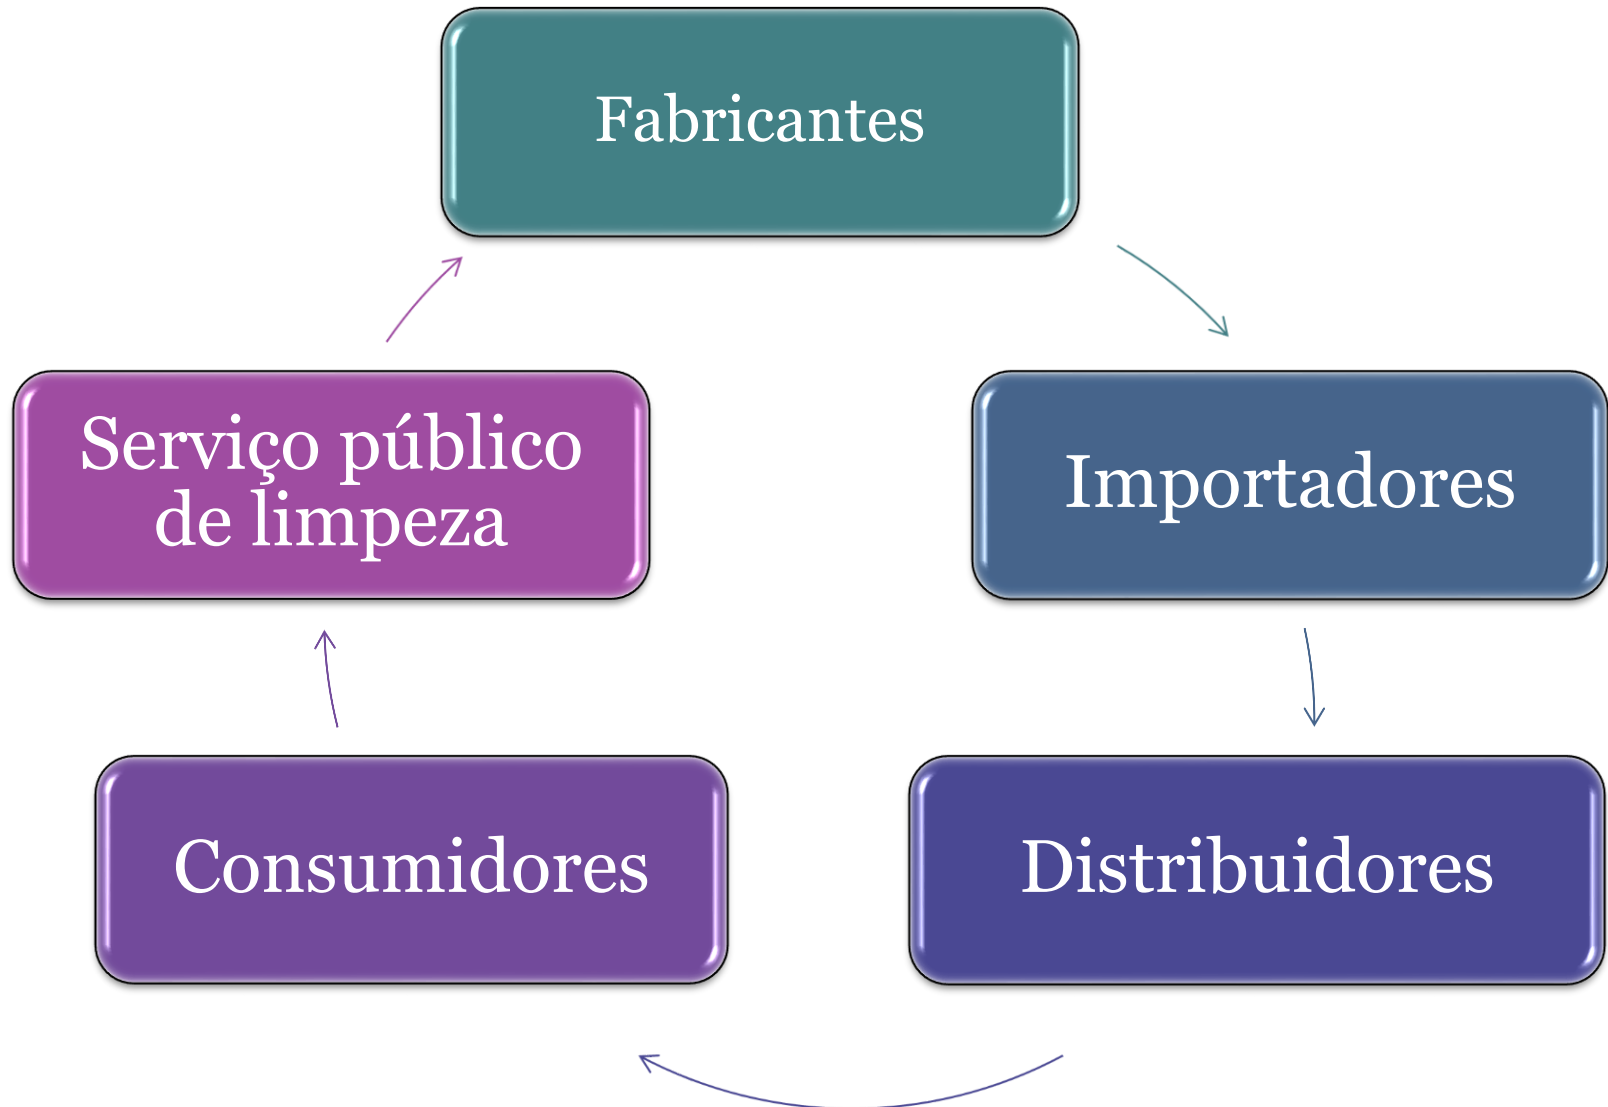 Fabricantes
Importadores
Distribuidores
Consumidores
Serviço público
de limpeza